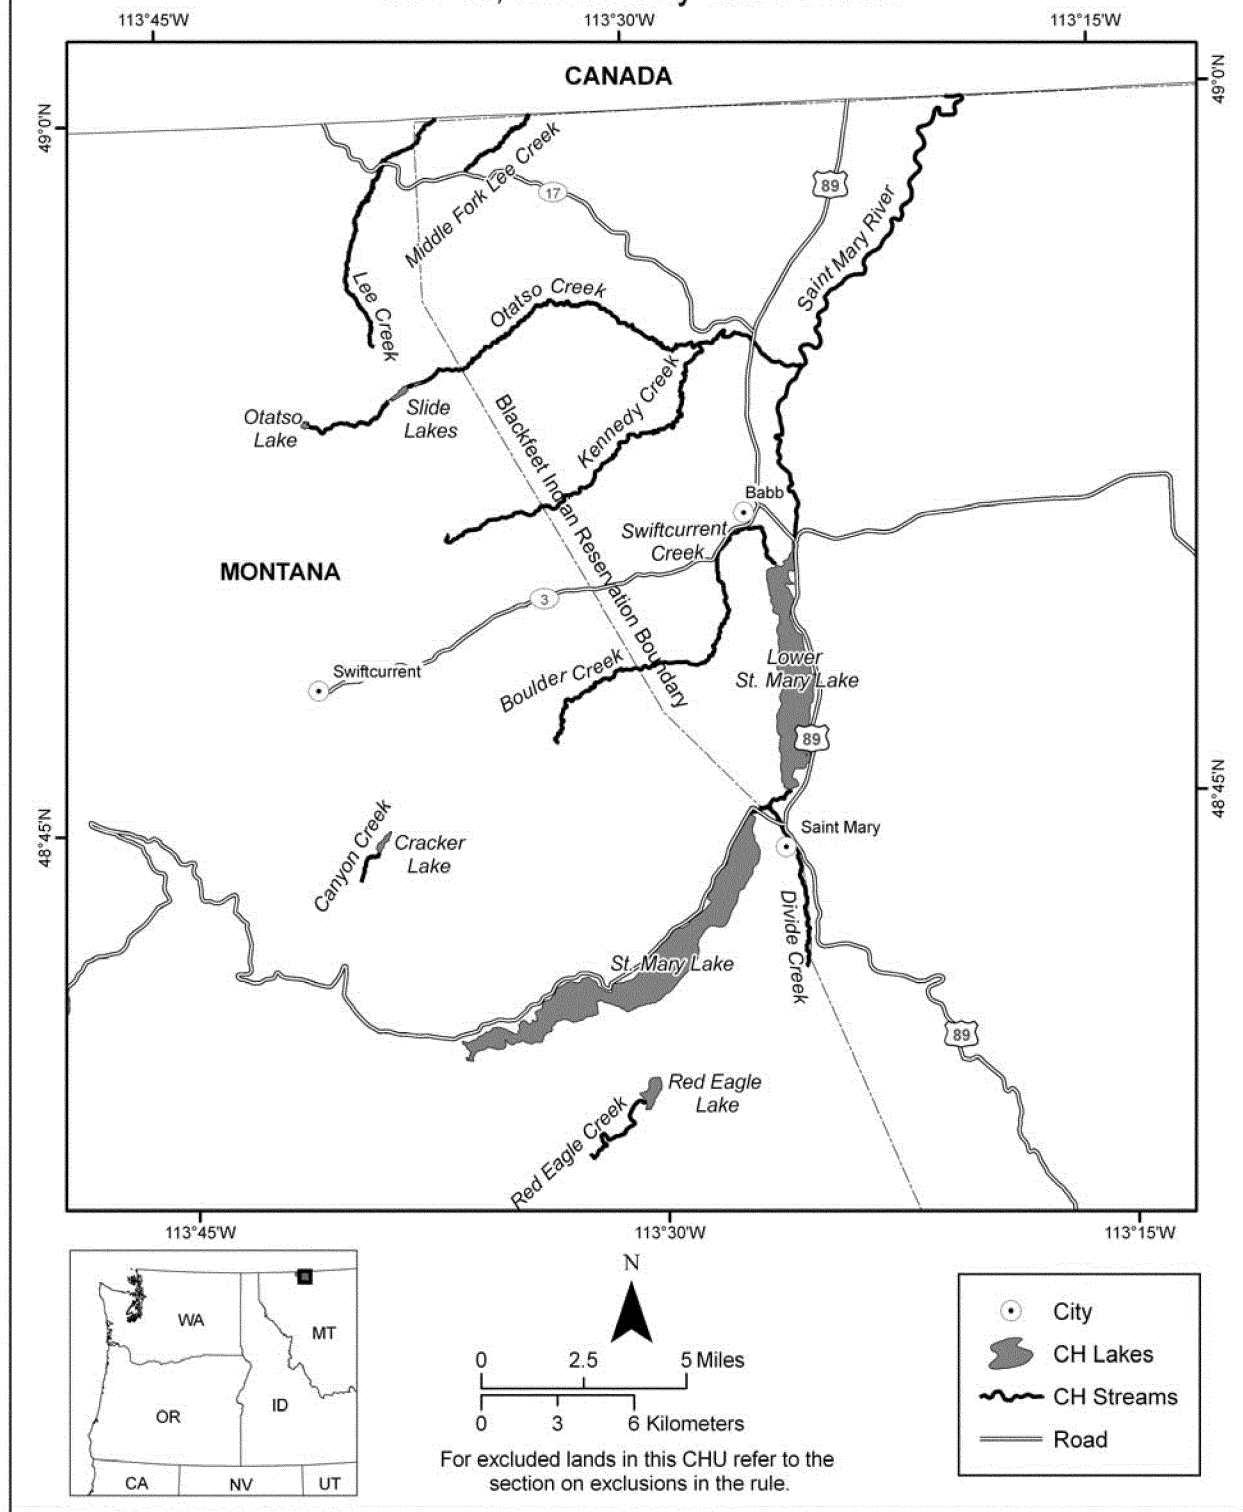 113°45'W
113°30'W
113°15'W
CANADA
49°0'N
49°0'N
Middle Fork Lee Creek
17
89
Saint Mary River
Lee Creek
Otatso Creek
Otatso
Lake
Slide
Lakes
Kennedy Creek
Blackfeet Indian Reservation Boundary
Babb
Swiftcurrent
Creek
MONTANA
3
Swiftcurrent
Boulder Creek
Lower
St. Mary Lake
89
48°45'N
48°45'N
Saint Mary
Canyon Creek
Cracker
Lake
Divide Creek
St. Mary Lake
89
Red Eagle
Lake
Red Eagle Creek
113°45'W
113°30'W
113°15'W
WA
MT
OR
ID
CA
NV
UT
N
0
2.5
5 Miles
0
3
6 Kilometers
For excluded lands in this CHU refer to the
section on exclusions in the rule.
City
CH Lakes
CH Streams
Road